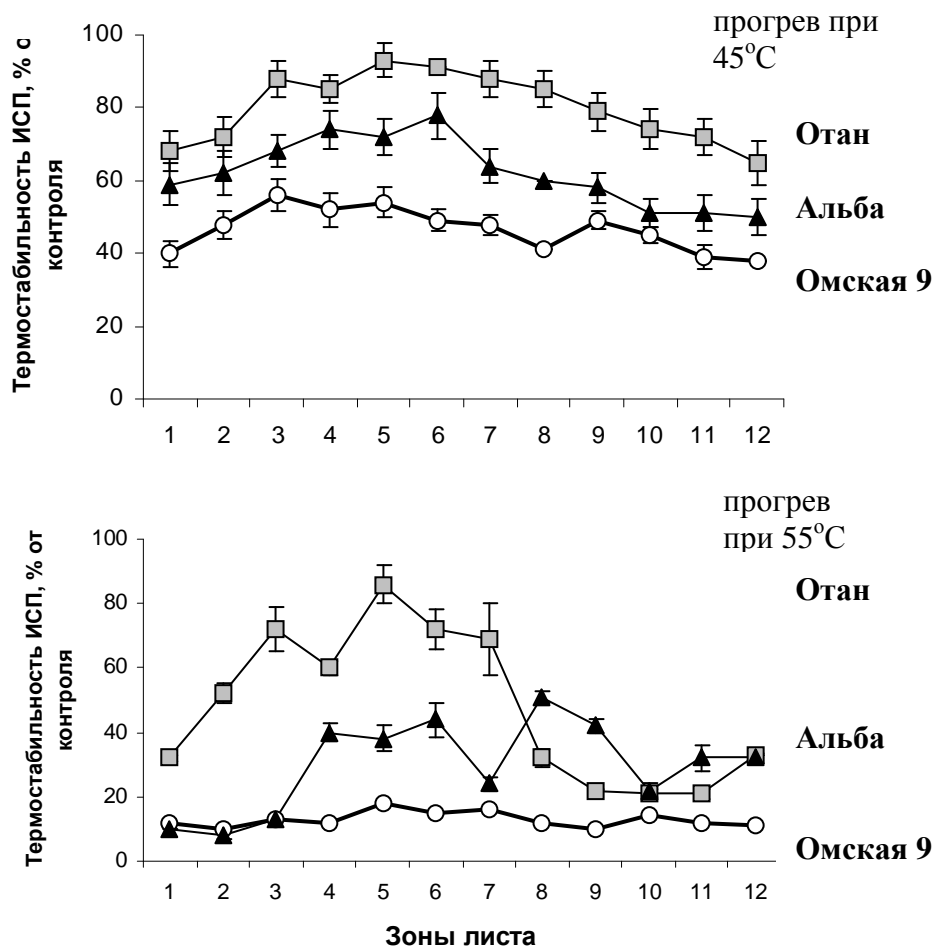 прогрев при
45°С
Термостабильность ИСП, % о
контроля
100
80
60
40
20
0
Отан
Альба
Омская 9
1 2 3 4 5 6 7 8 9 10 11 12
прогрев
при 55°С
Термостабильность ИСП, % от
контроля
100
80
60
40
20
0
Отан
Альба
Омская 9
1 2 3 4 5 6 7 8 9 10 11 12
Зоны листа